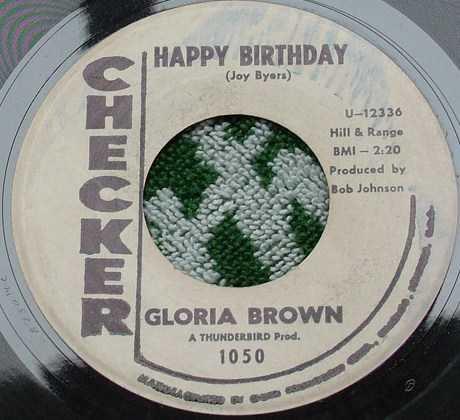 CHECKER
HAPPY BIRTHDAY
(Joy Byers)
U-12336
Hill & Range
BMI - 2:20
Produced by
Bob Johnson
GLORIA BROWN
A THUNDERBIRD Prod.
1050